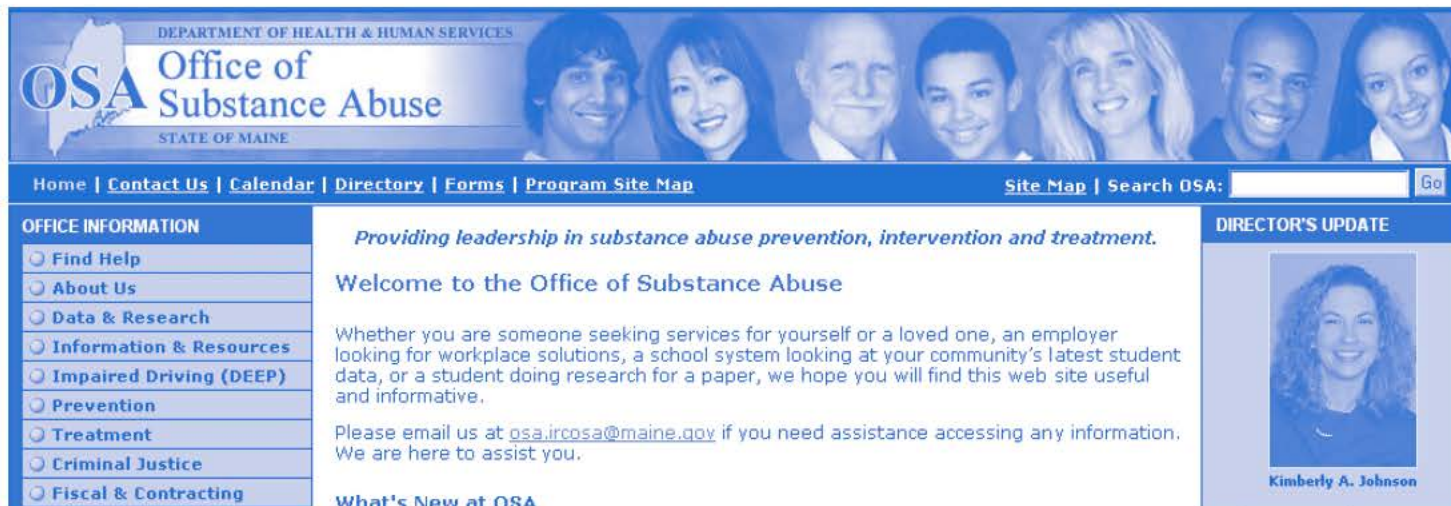 DEPARTMENT OF HEALTH & HUMAN SERVICES
OSA
Office of
Substance Abuse
STATE OF MAINE
Home | Contact Us | Calendar | Directory | Forms | Program Site Map
Site Map | Search OSA: Go
OFFICE INFORMATION
Find Help
About Us
Data & Research
Information & Resources
Impaired Driving (DEEP)
Prevention
Treatment
Criminal Justice
Fiscal & Contracting
Providing leadership in substance abuse prevention, intervention and treatment.
Welcome to the Office of Substance Abuse
Whether you are someone seeking services for yourself or a loved one, an employer
looking for workplace solutions, a school system looking at your community's latest student
data, or a student doing research for a paper, we hope you will find this web site useful
and informative.
Please email us at osa.ircosa@maine.gov if you need assistance accessing any information.
We are here to assist you.
What's New at OSA
DIRECTOR'S UPDATE
Kimberly A. Johnson